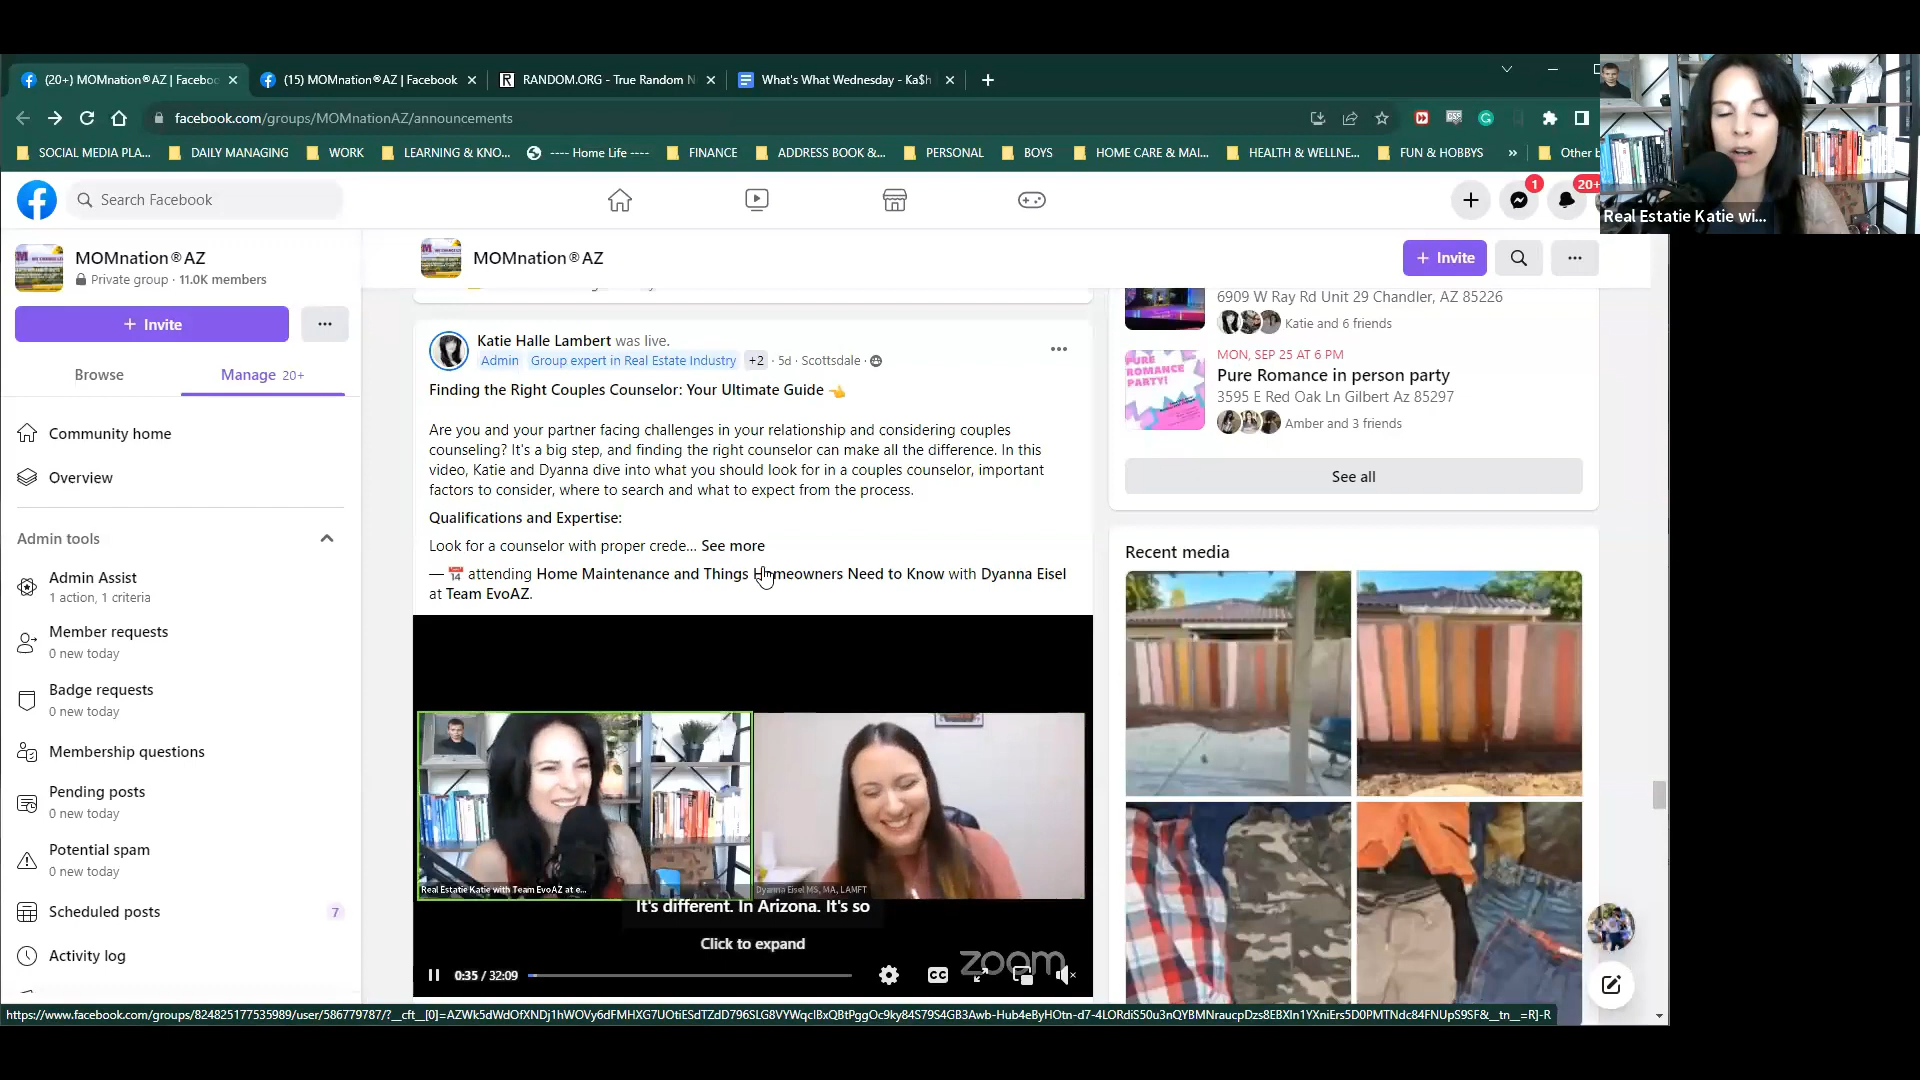 (20+) MOMnation®AZ | Faceboo
(15) MOMnation®AZ | Facebook
RANDOM.ORG - True Random N
What's What Wednesday - Ka$h
facebook.com/groups/MOMnationAZ/announcements
SOCIAL MEDIA PLA...
DAILY MANAGING
WORK
LEARNING & KNO...
---- Home Life ----
FINANCE
ADDRESS BOOK &...
PERSONAL
BOYS
HOME CARE & MAI...
HEALTH & WELLNE...
FUN & HOBBYS
»
Other b
Real Estatie Katie wi...
Search Facebook
1
20+
MOMnation®AZ
Private group · 11.0K members
+ Invite
Browse
Manage 20+
Community home
Overview
Admin tools
Admin Assist
1 action, 1 criteria
Member requests
0 new today
Badge requests
0 new today
Membership questions
Pending posts
0 new today
Potential spam
0 new today
Scheduled posts 7
Activity log
MOMnation®AZ
+ Invite
Katie Halle Lambert was live.
Admin Group expert in Real Estate Industry +2 · 5d · Scottsdale ·
Finding the Right Couples Counselor: Your Ultimate Guide
Are you and your partner facing challenges in your relationship and considering couples
counseling? It's a big step, and finding the right counselor can make all the difference. In this
video, Katie and Dyanna dive into what you should look for in a couples counselor, important
factors to consider, where to search and what to expect from the process.
Qualifications and Expertise:
Look for a counselor with proper crede... See more
— attending Home Maintenance and Things Homeowners Need to Know with Dyanna Eisel
at Team EvoAZ.
Real Estatie Katie with Team EvoAZ at e...
Dyanna Eisel MS, MA, LAMFT
It's different. In Arizona. It's so
Click to expand
zoom
0:35 / 32:09
CC
6909 W Ray Rd Unit 29 Chandler, AZ 85226
Katie and 6 friends
PURE
ROMANCE
PARTY!
MON, SEP 25 AT 6 PM
Pure Romance in person party
3595 E Red Oak Ln Gilbert Az 85297
Amber and 3 friends
See all
Recent media